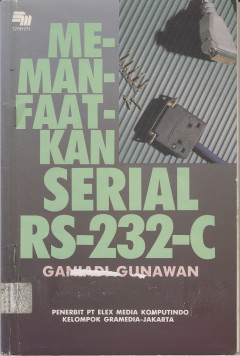 ME-
MAN-
FAAT-
KAN
SERIAL
RS-232-C
GUNAWAN
PENERBIT PT ELEX MEDIA KOMPUTINDO
KELOMPOK GRAMEDIA-JAKARTA